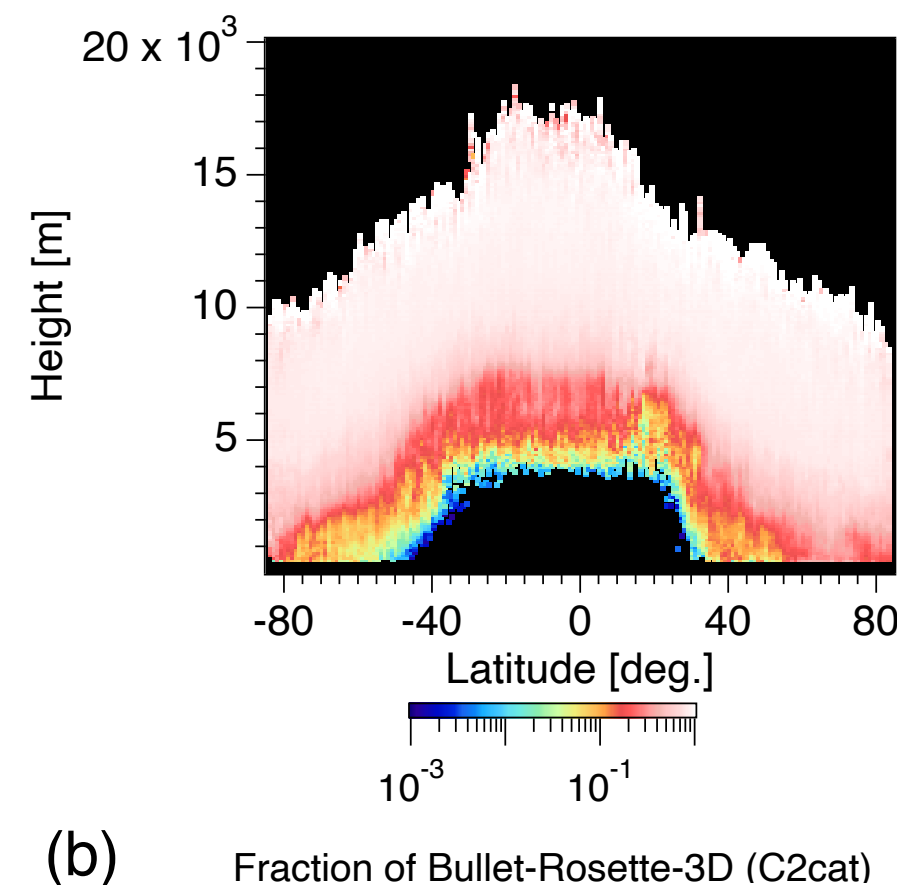 20 x 10³
15
10
5
Height [m]
-80 -40 0 40 80
Latitude [deg.]
10⁻³ 10⁻¹
(b) Fraction of Bullet-Rosette-3D (C2cat)